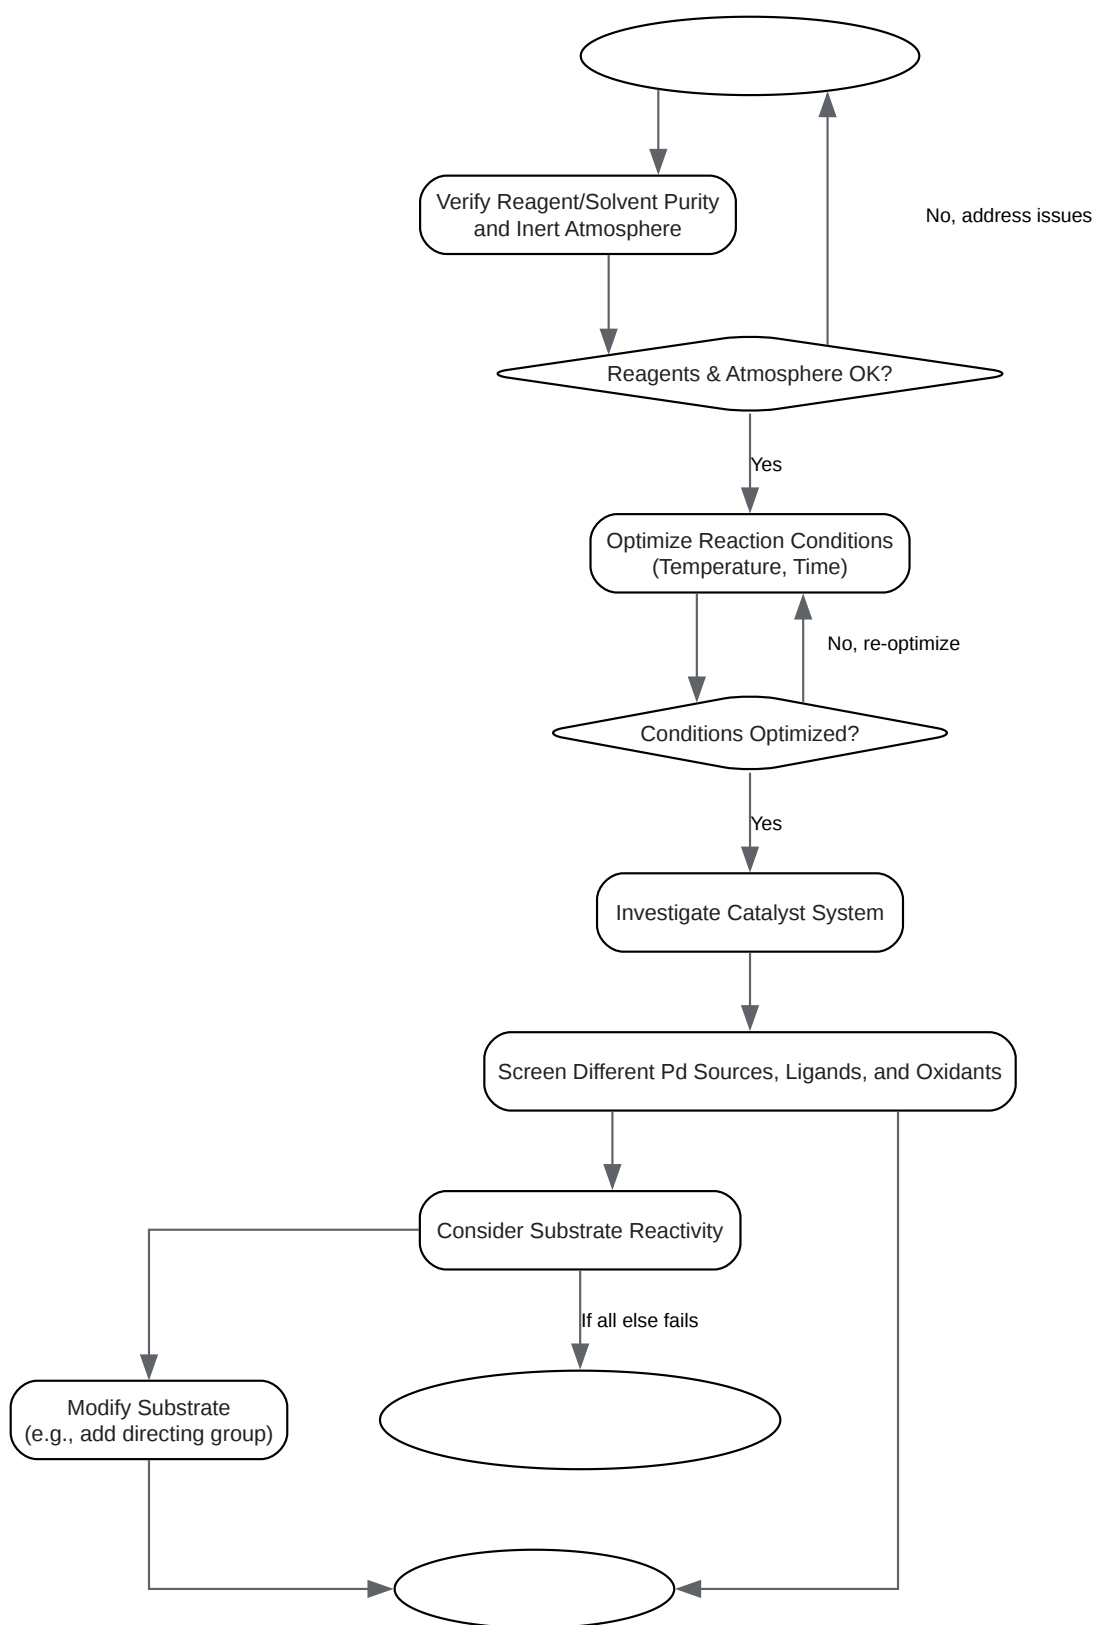 Verify Reagent/Solvent Purity
and Inert Atmosphere
No, address issues
Reagents & Atmosphere OK?
Yes
Optimize Reaction Conditions
(Temperature, Time)
No, re-optimize
Conditions Optimized?
Yes
Investigate Catalyst System
Screen Different Pd Sources, Ligands, and Oxidants
Consider Substrate Reactivity
If all else fails
Modify Substrate
(e.g., add directing group)